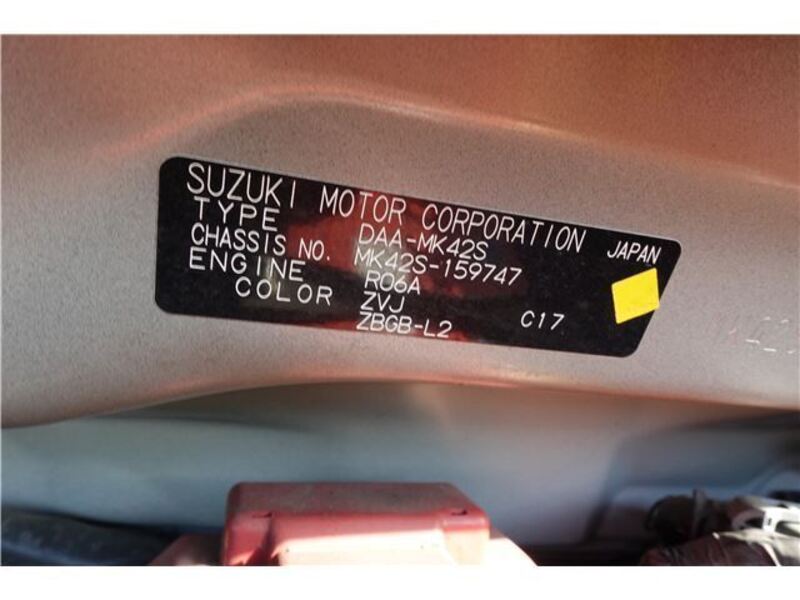 SUZUKI MOTOR CORPORATION JAPAN
TYPE DAA-MK42S
CHASSIS NO. MK42S-159747
ENGINE R06A
COLOR ZVJ
ZBGB-L2 C17